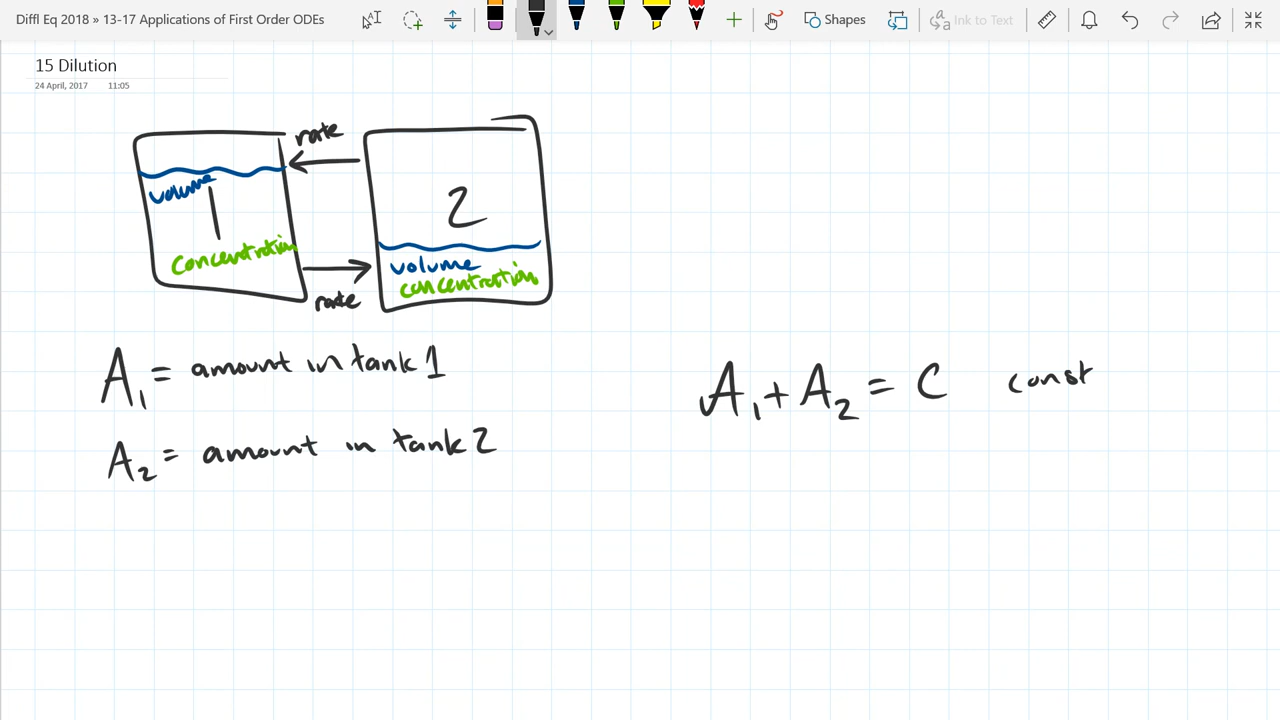 Diffl Eq 2018 » 13-17 Applications of First Order ODEs
Shapes
Ink to Text
15 Dilution
24 April, 2017 11:05
rate
volume
1
2
concentration
volume
concentration
rate
A₁ = amount in tank 1
A₁ + A₂ = C const
A₂ = amount in tank 2